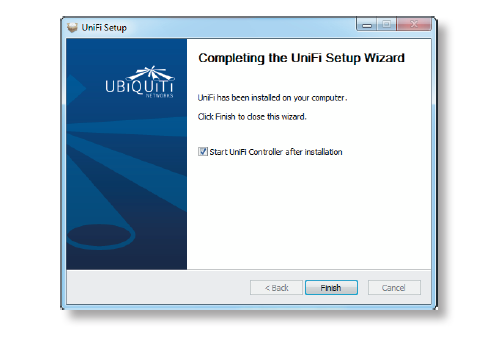 UniFi Setup
Completing the UniFi Setup Wizard
UBiQUiTi
NETWORKS
UniFi has been installed on your computer.
Click Finish to close this wizard.
Start UniFi Controller after installation
< Back
Finish
Cancel